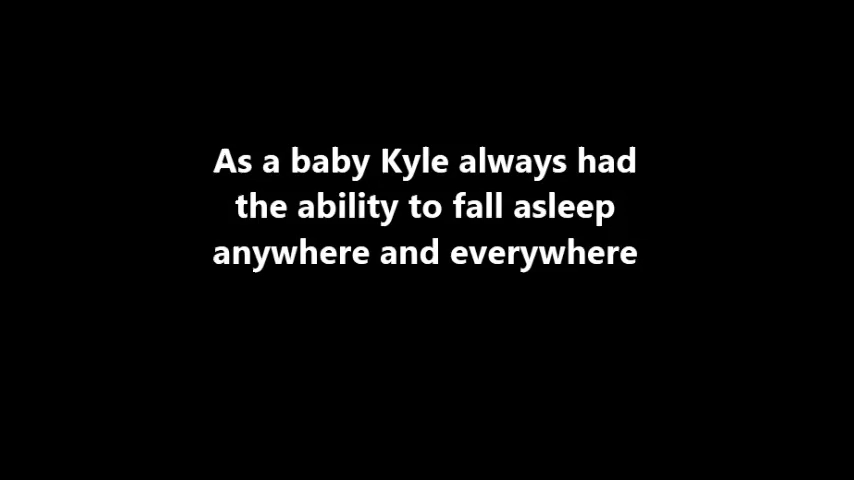 As a baby Kyle always had
the ability to fall asleep
anywhere and everywhere